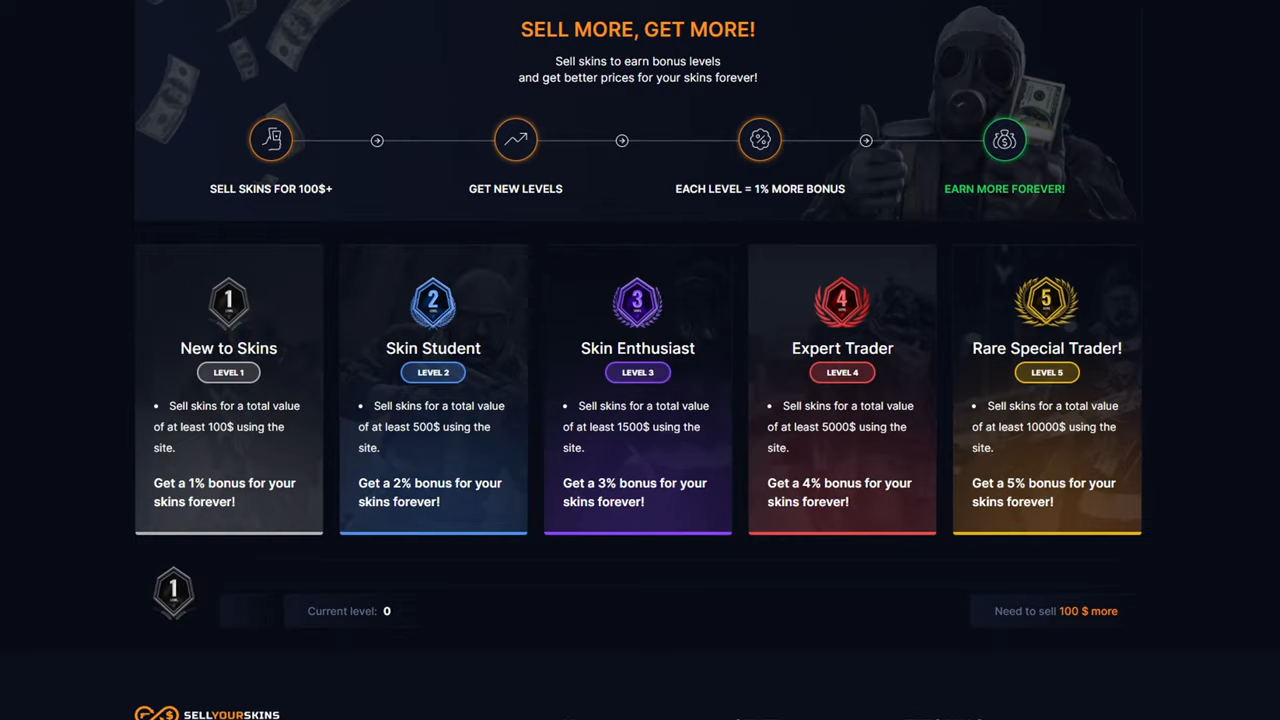 SELL MORE, GET MORE!
Sell skins to earn bonus levels
and get better prices for your skins forever!
SELL SKINS FOR 100$+
GET NEW LEVELS
EACH LEVEL = 1% MORE BONUS
EARN MORE FOREVER!
1
New to Skins
LEVEL 1
• Sell skins for a total value
of at least 100$ using the
site.
Get a 1% bonus for your
skins forever!
2
Skin Student
LEVEL 2
• Sell skins for a total value
of at least 500$ using the
site.
Get a 2% bonus for your
skins forever!
3
Skin Enthusiast
LEVEL 3
• Sell skins for a total value
of at least 1500$ using the
site.
Get a 3% bonus for your
skins forever!
4
Expert Trader
LEVEL 4
• Sell skins for a total value
of at least 5000$ using the
site.
Get a 4% bonus for your
skins forever!
5
Rare Special Trader!
LEVEL 5
• Sell skins for a total value
of at least 10000$ using the
site.
Get a 5% bonus for your
skins forever!
1
Current level: 0
Need to sell 100 $ more
SELLYOURSKINS